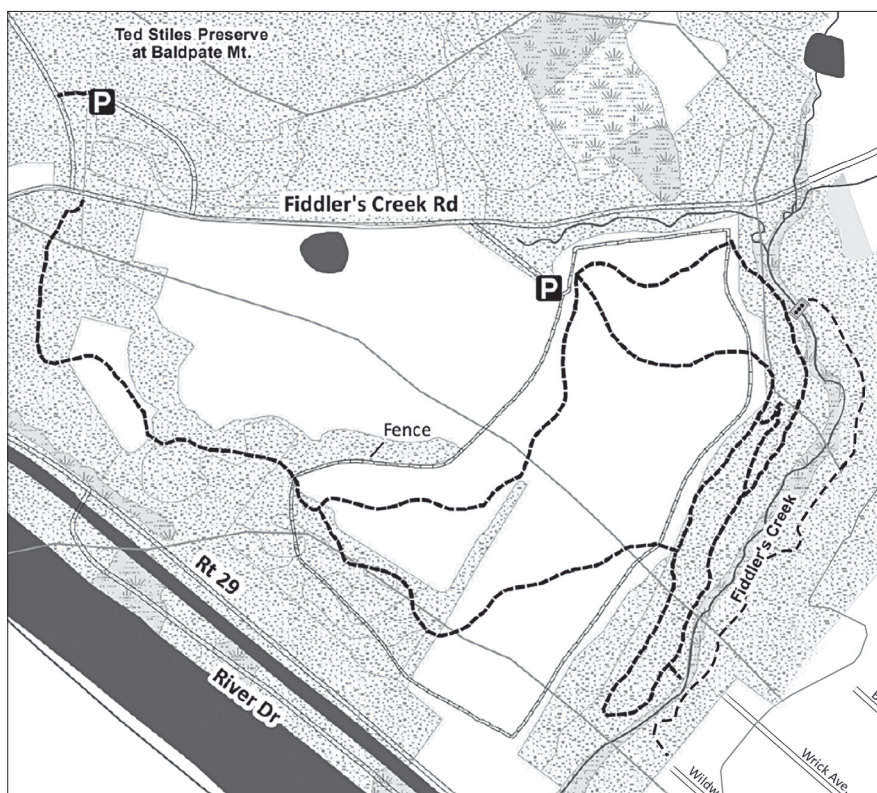 Ted Stiles Preserve
at Baldpate Mt.
P
Fiddler's Creek Rd
P
Fence
Fiddler's Creek
Rt 29
River Dr
Wrick Ave.